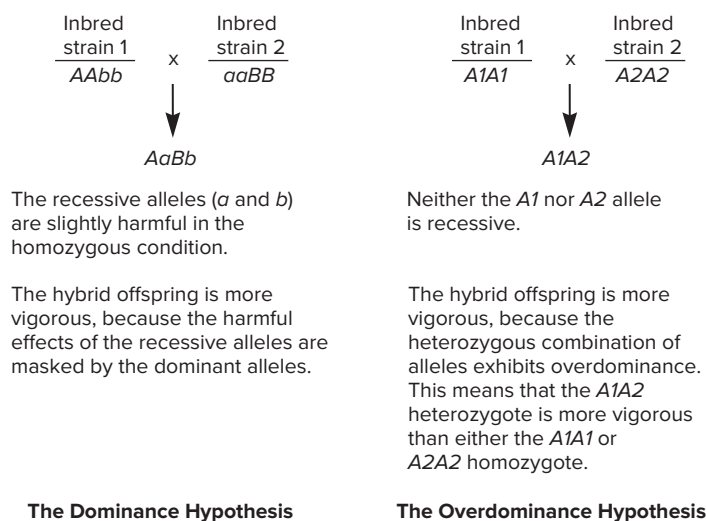 Inbred
strain 1
AAbb
x
Inbred
strain 2
aaBB
AaBb
The recessive alleles (a and b)
are slightly harmful in the
homozygous condition.
The hybrid offspring is more
vigorous, because the harmful
effects of the recessive alleles are
masked by the dominant alleles.
The Dominance Hypothesis
Inbred
strain 1
A1A1
x
Inbred
strain 2
A2A2
A1A2
Neither the A1 nor A2 allele
is recessive.
The hybrid offspring is more
vigorous, because the
heterozygous combination of
alleles exhibits overdominance.
This means that the A1A2
heterozygote is more vigorous
than either the A1A1 or
A2A2 homozygote.
The Overdominance Hypothesis